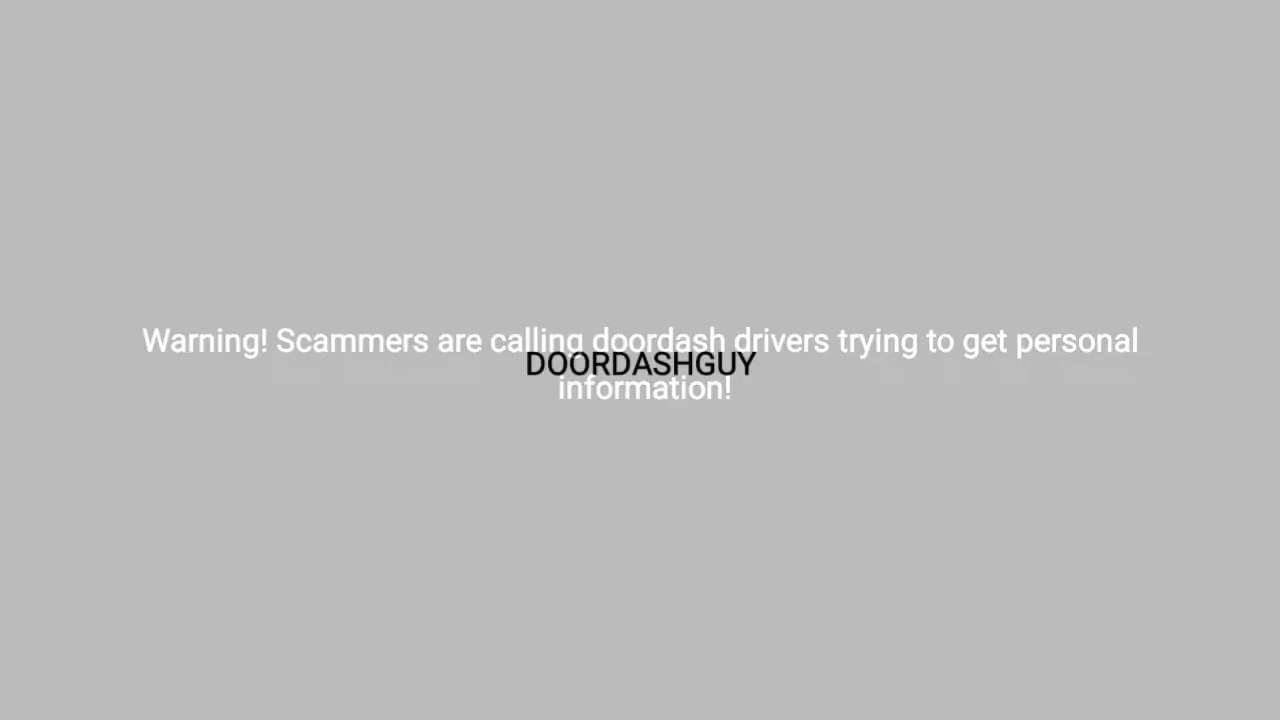 Warning! Scammers are calling doordash drivers trying to get personal
DOORDASHGUY
information!